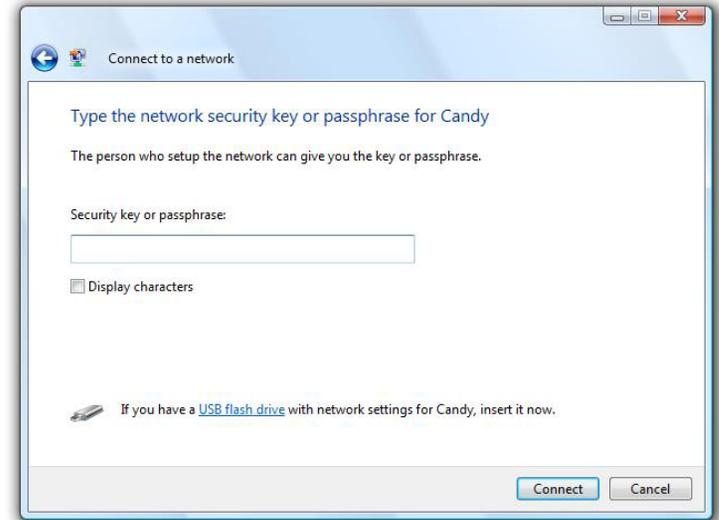 Connect to a network
Type the network security key or passphrase for Candy
The person who setup the network can give you the key or passphrase.
Security key or passphrase:
Display characters
If you have a USB flash drive with network settings for Candy, insert it now.
Connect Cancel